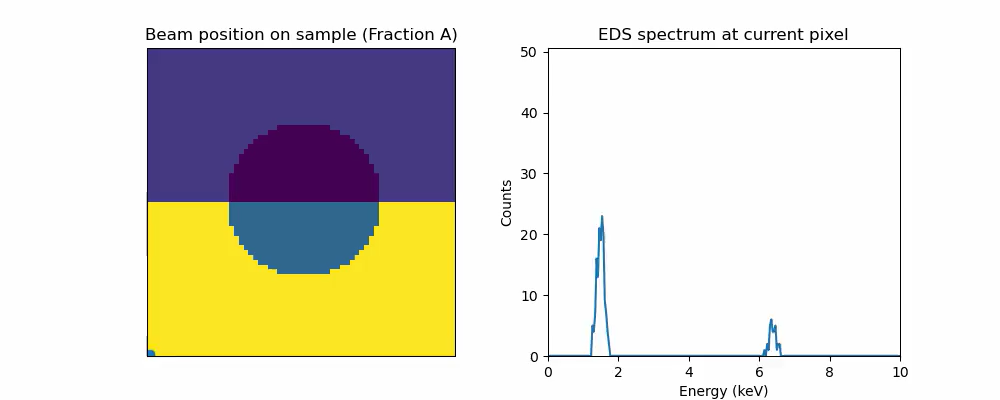 Beam position on sample (Fraction A)
EDS spectrum at current pixel
50
40
30
20
10
0
Counts
0 2 4 6 8 10
Energy (keV)